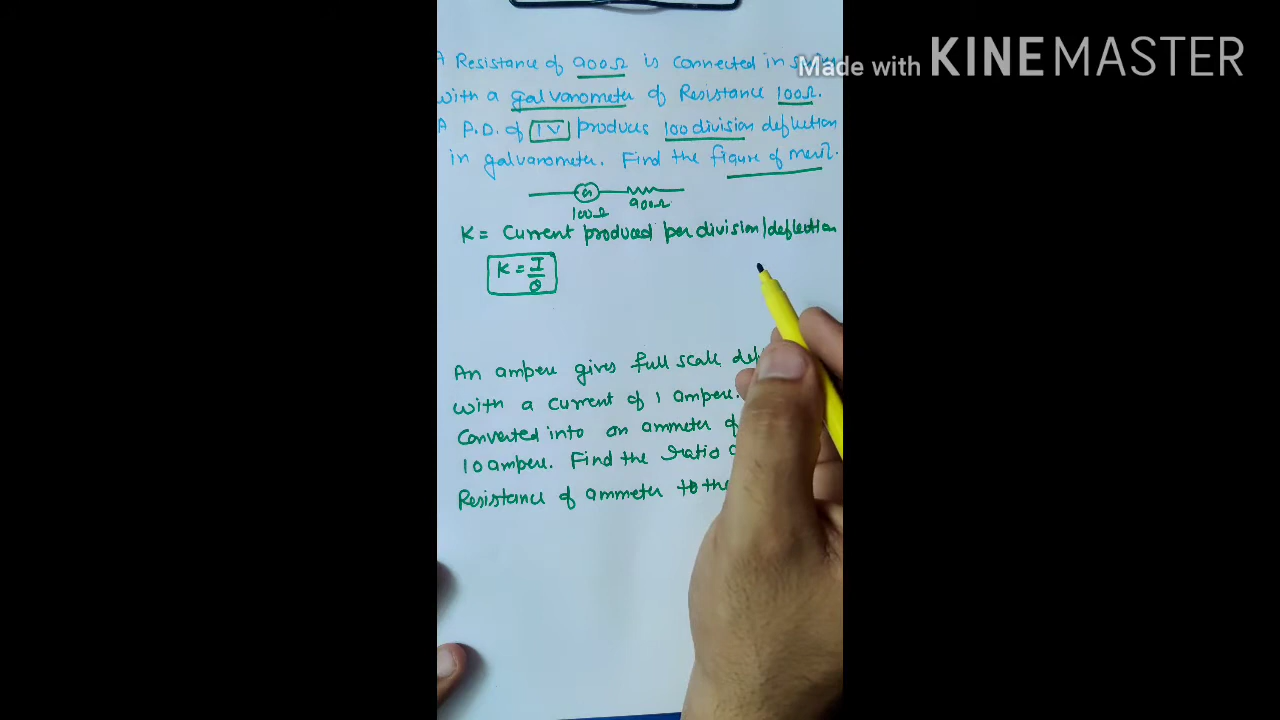 Made with KINEMASTER
A Resistance of 900Ω is connected in
with a galvanometer of Resistance 100Ω.
A P.D. of 1V produces 100 division deflection
in galvanometer. Find the figure of merit.
G
100Ω 900Ω
K = Current produced per division/deflection
K = I/θ
An ampere gives full scale
with a current of 1 ampere.
Converted into an ammeter of
10 ampere. Find the ratio
Resistance of ammeter to the